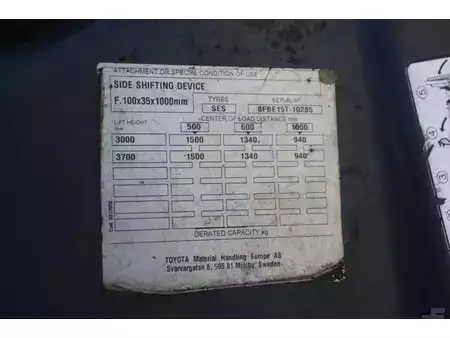 ATTACHMENT OR SPECIAL CONDITION OF USE
SIDE SHIFTING DEVICE
F.100x35x1000mm
TYRES
SES
SERIAL N°
8FBE15T-10285
LIFT HEIGHT mm
CENTER OF LOAD DISTANCE mm
500 600 1000
3000 1500 1340 940
3700 1500 1340 940
DERATED CAPACITY kg
TOYOTA Material Handling Europe AB
Svarvargatan 8, 595 81 Mjölby, Sweden